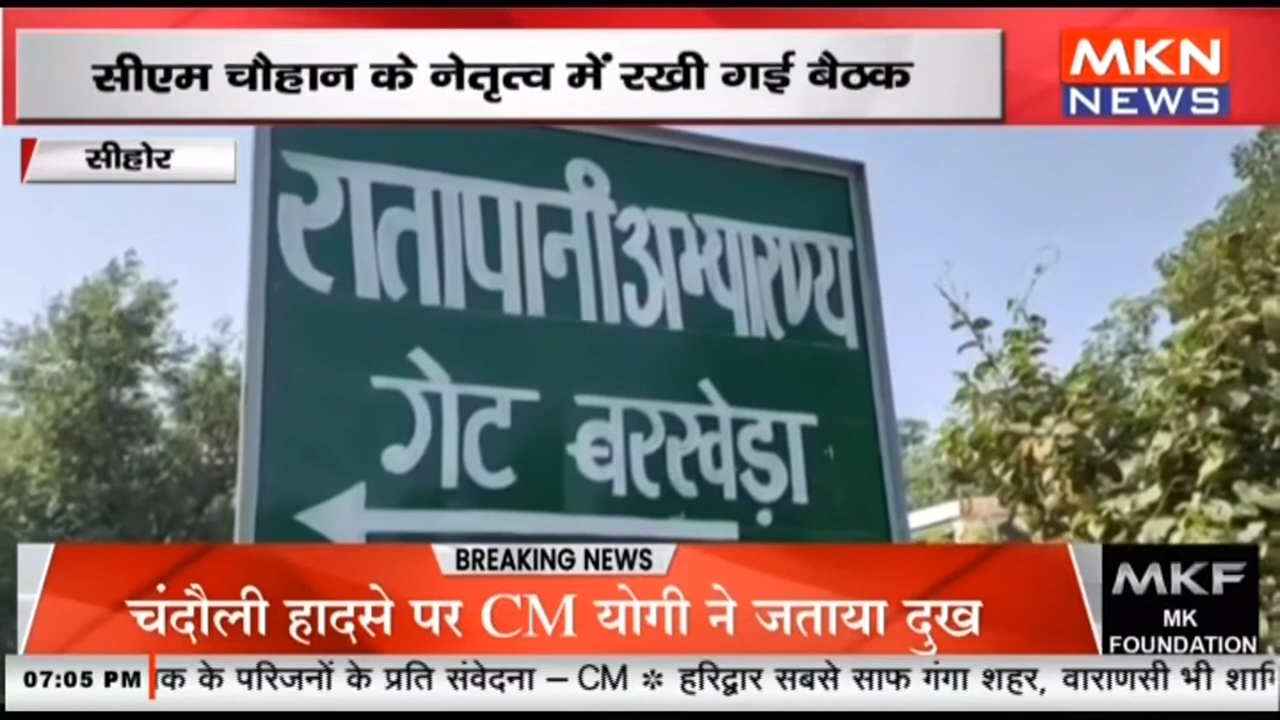 सीएम चौहान के नेतृत्व में रखी गई बैठक
MKN
NEWS
सीहोर
रातापानी अभ्यारण्य
गेट बरखेड़ा
BREAKING NEWS
चंदौली हादसे पर CM योगी ने जताया दुख
MKF
MK
FOUNDATION
07:05 PM
के परिजनों के प्रति संवेदना – CM * हरिद्वार सबसे साफ गंगा शहर, वाराणसी भी